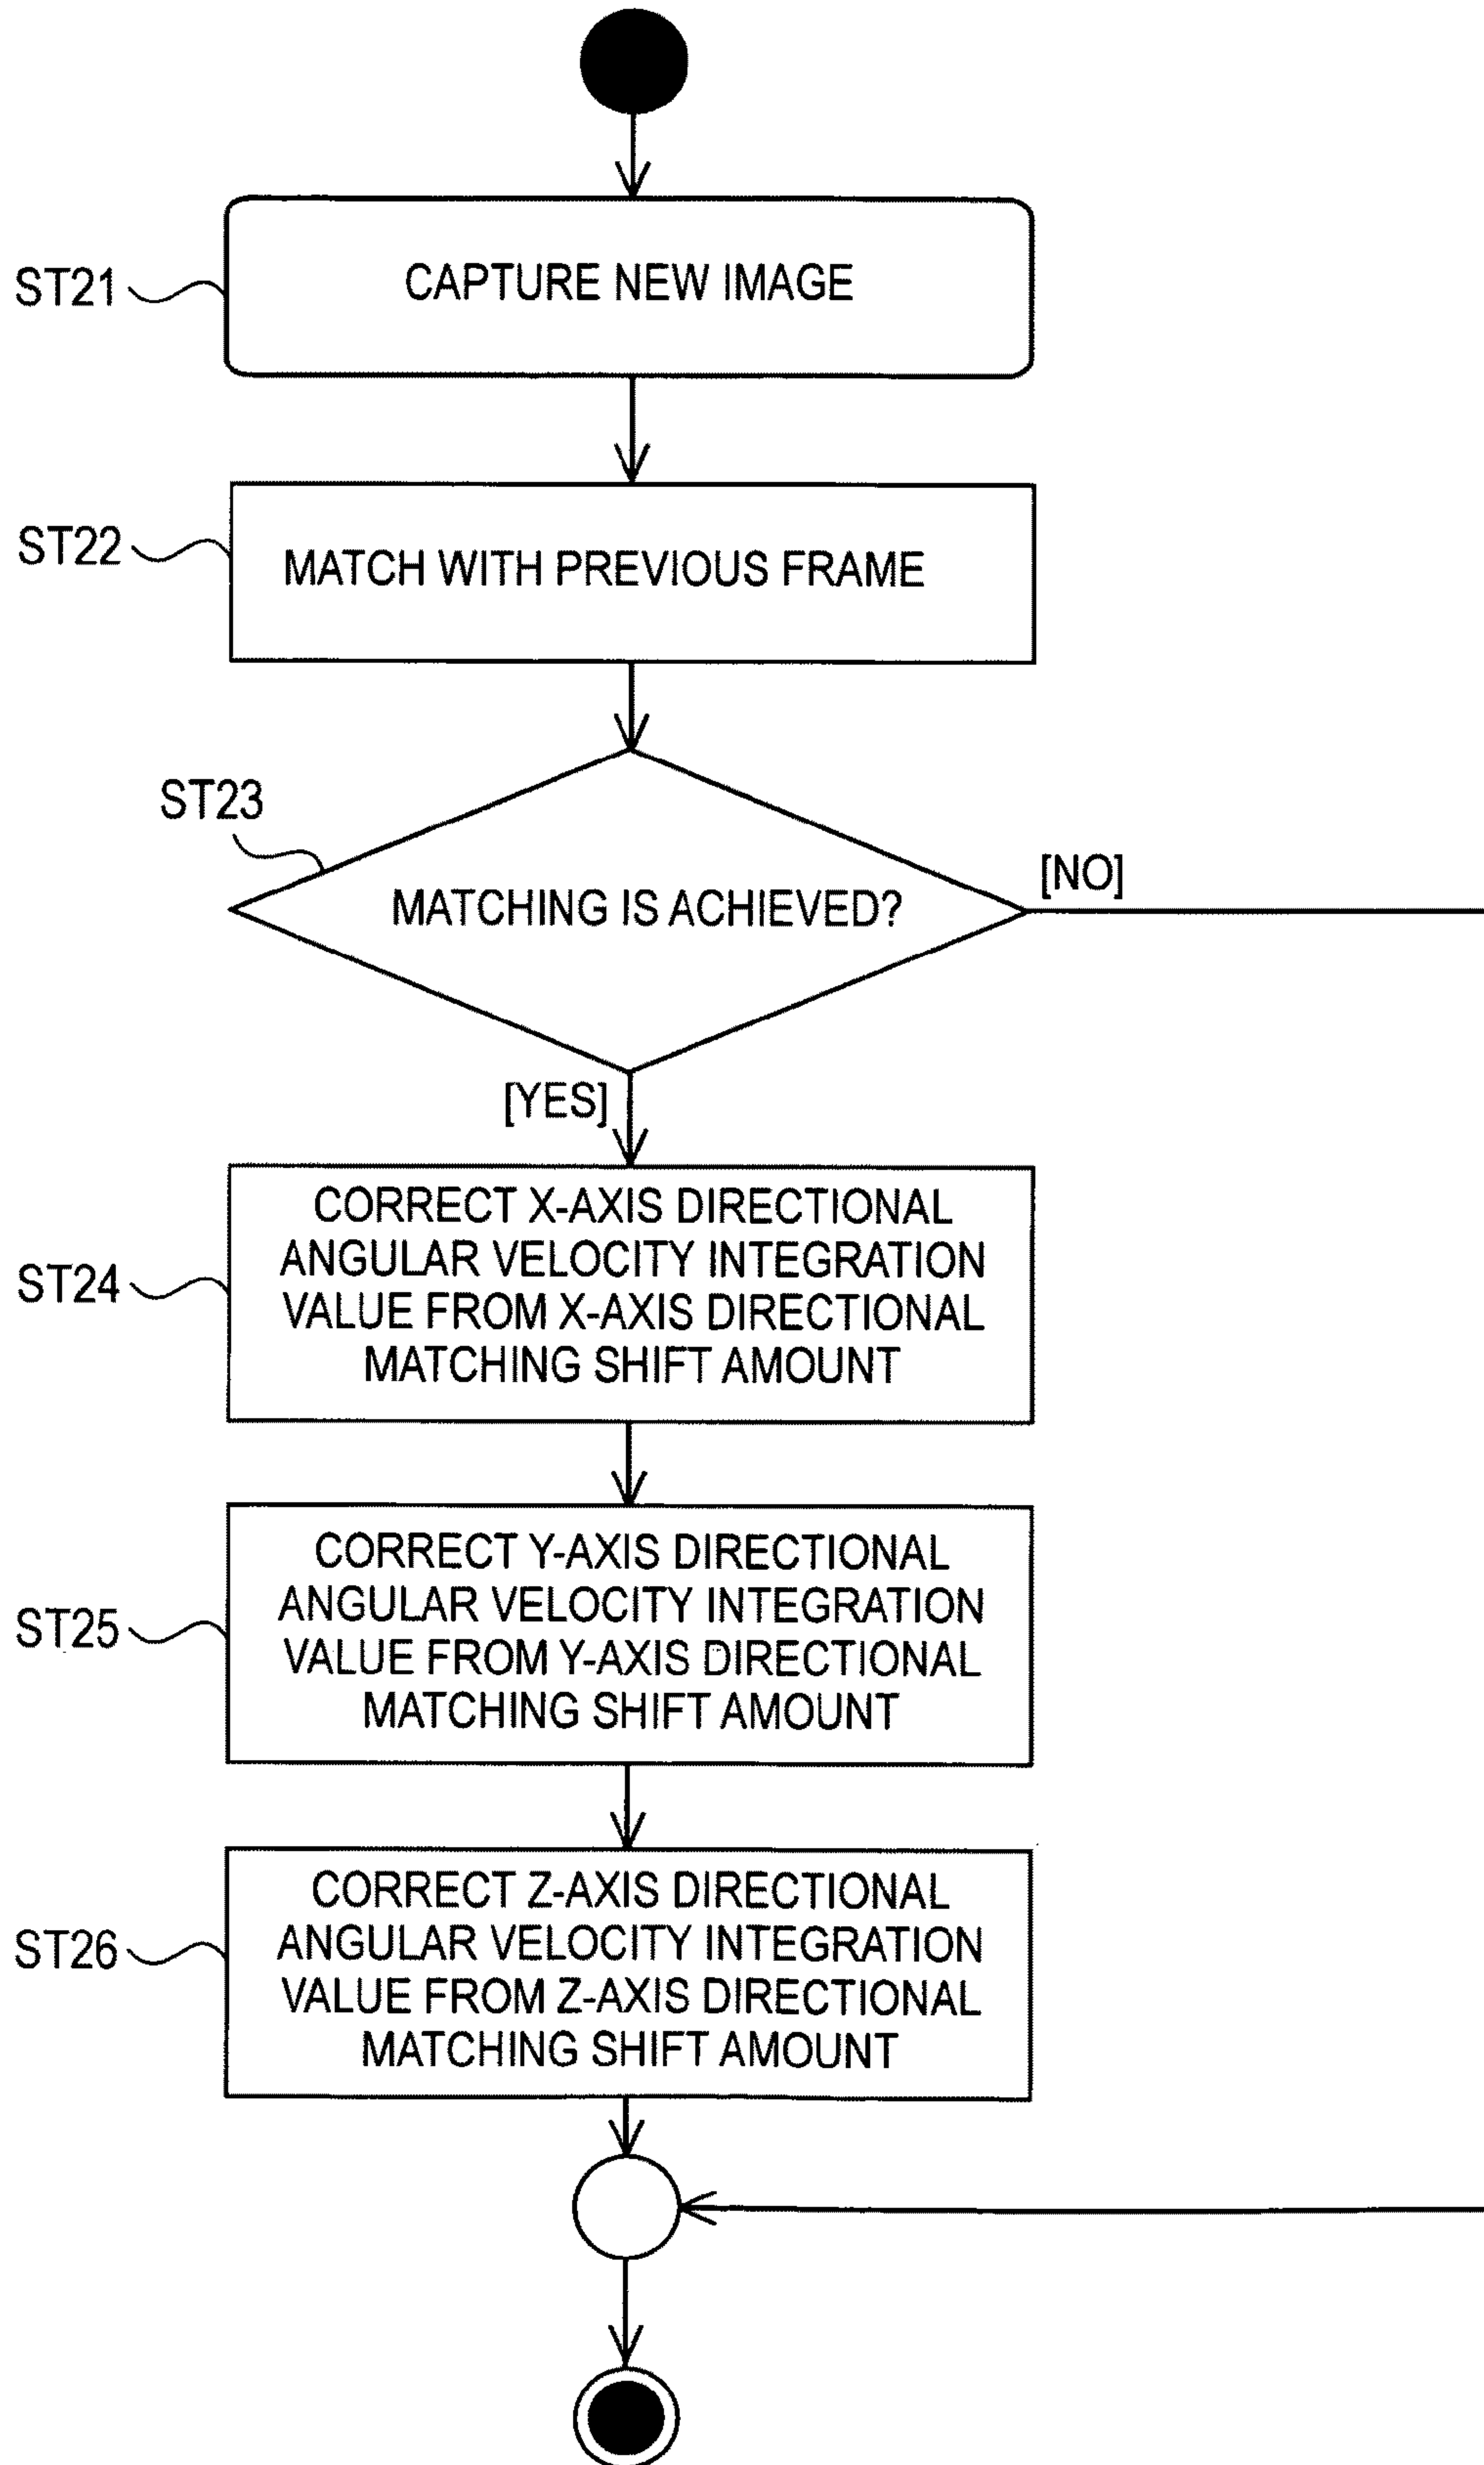 ST21
CAPTURE NEW IMAGE
ST22
MATCH WITH PREVIOUS FRAME
ST23
MATCHING IS ACHIEVED?
[NO]
[YES]
ST24
CORRECT X-AXIS DIRECTIONAL
ANGULAR VELOCITY INTEGRATION
VALUE FROM X-AXIS DIRECTIONAL
MATCHING SHIFT AMOUNT
ST25
CORRECT Y-AXIS DIRECTIONAL
ANGULAR VELOCITY INTEGRATION
VALUE FROM Y-AXIS DIRECTIONAL
MATCHING SHIFT AMOUNT
ST26
CORRECT Z-AXIS DIRECTIONAL
ANGULAR VELOCITY INTEGRATION
VALUE FROM Z-AXIS DIRECTIONAL
MATCHING SHIFT AMOUNT